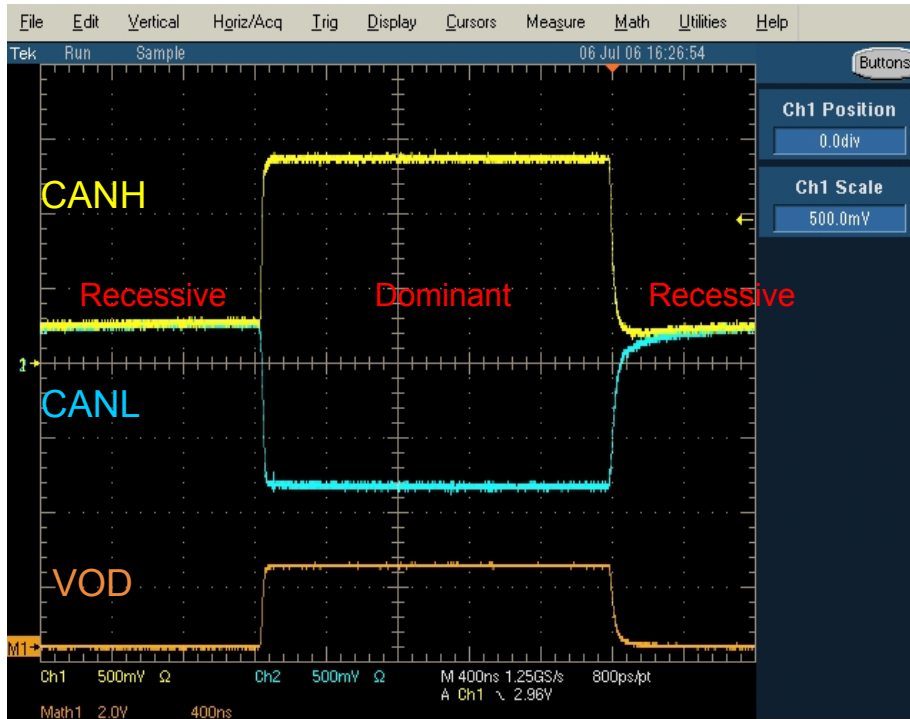 File Edit Vertical Horiz/Acq Trig Display Cursors Measure Math Utilities Help
Tek Run Sample 06 Jul 06 16:26:54
Buttons
Ch1 Position
0.0div
Ch1 Scale
500.0mV
CANH
Recessive Dominant Recessive
CANL
VOD
M1
Ch1 500mV Ω Ch2 500mV Ω M 400ns 1.25GS/s 800ps/pt
A Ch1 2.96V
Math1 2.0V 400ns